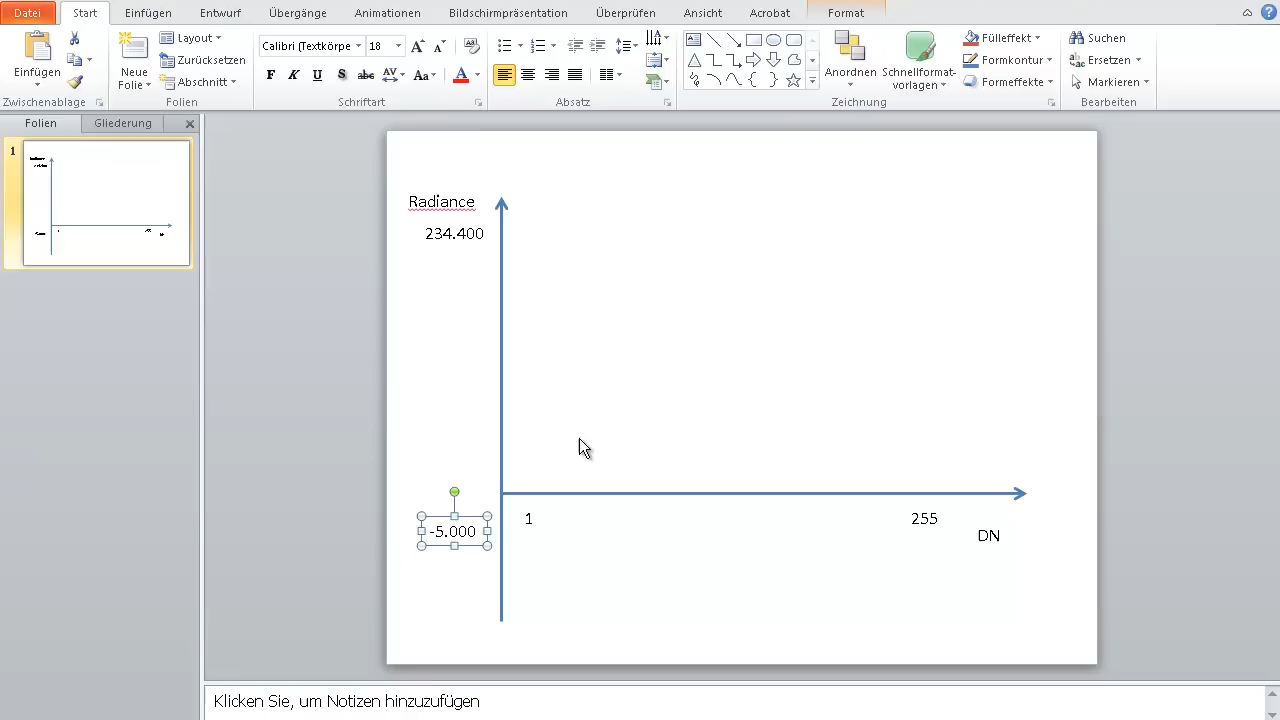 Datei Start Einfügen Entwurf Übergänge Animationen Bildschirmpräsentation Überprüfen Ansicht Acrobat Format
Einfügen
Zwischenablage
Neue Folie
Layout
Zurücksetzen
Abschnitt
Folien
Calibri (Textkörpe 18
F K U S abc AV Aa A
Schriftart
Absatz
Anordnen
Schnellformat-
vorlagen
Fülleffekt
Formkontur
Formeffekte
Zeichnung
Suchen
Ersetzen
Markieren
Bearbeiten
Folien Gliederung
1
Radiance
234.400
-5.000
1
255
DN
Klicken Sie, um Notizen hinzuzufügen